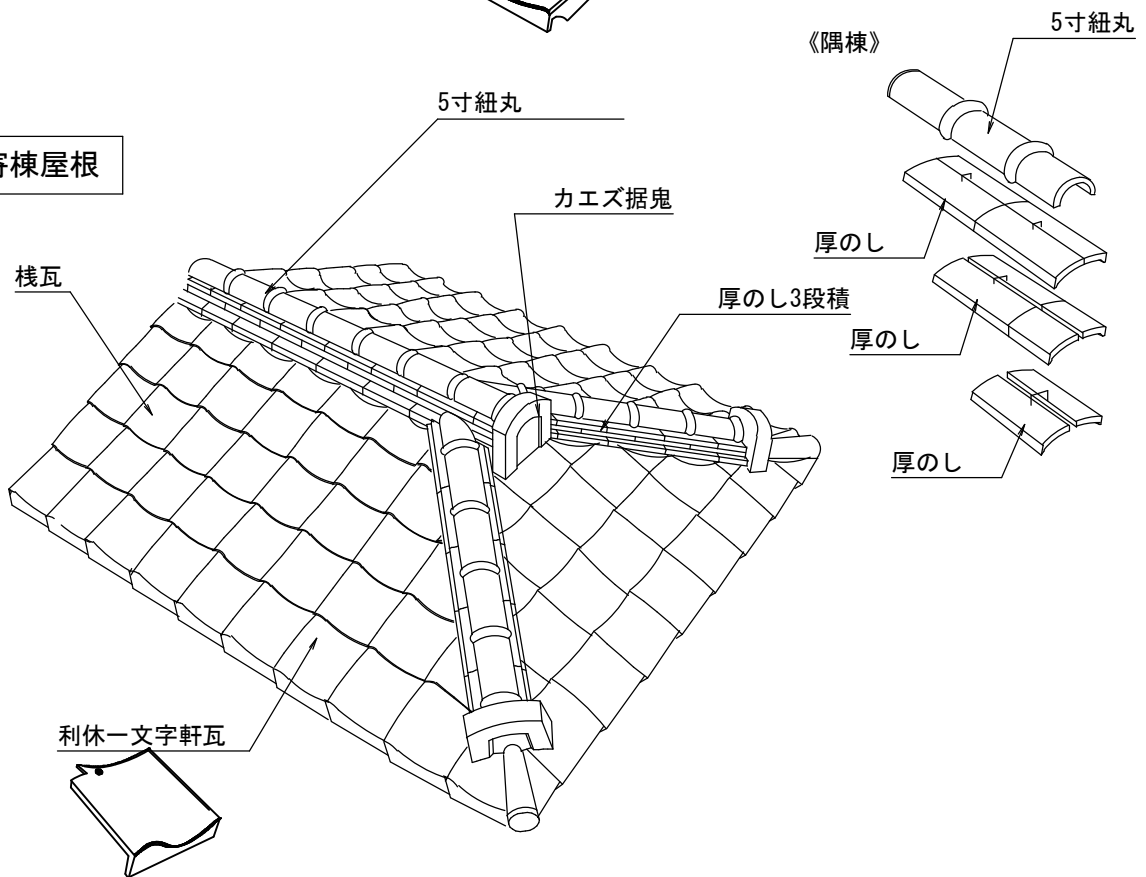 《隅棟》
5寸紐丸
5寸紐丸
寄棟屋根
カエズ据鬼
厚のし
桟瓦
厚のし3段積
厚のし
厚のし
利休一文字軒瓦